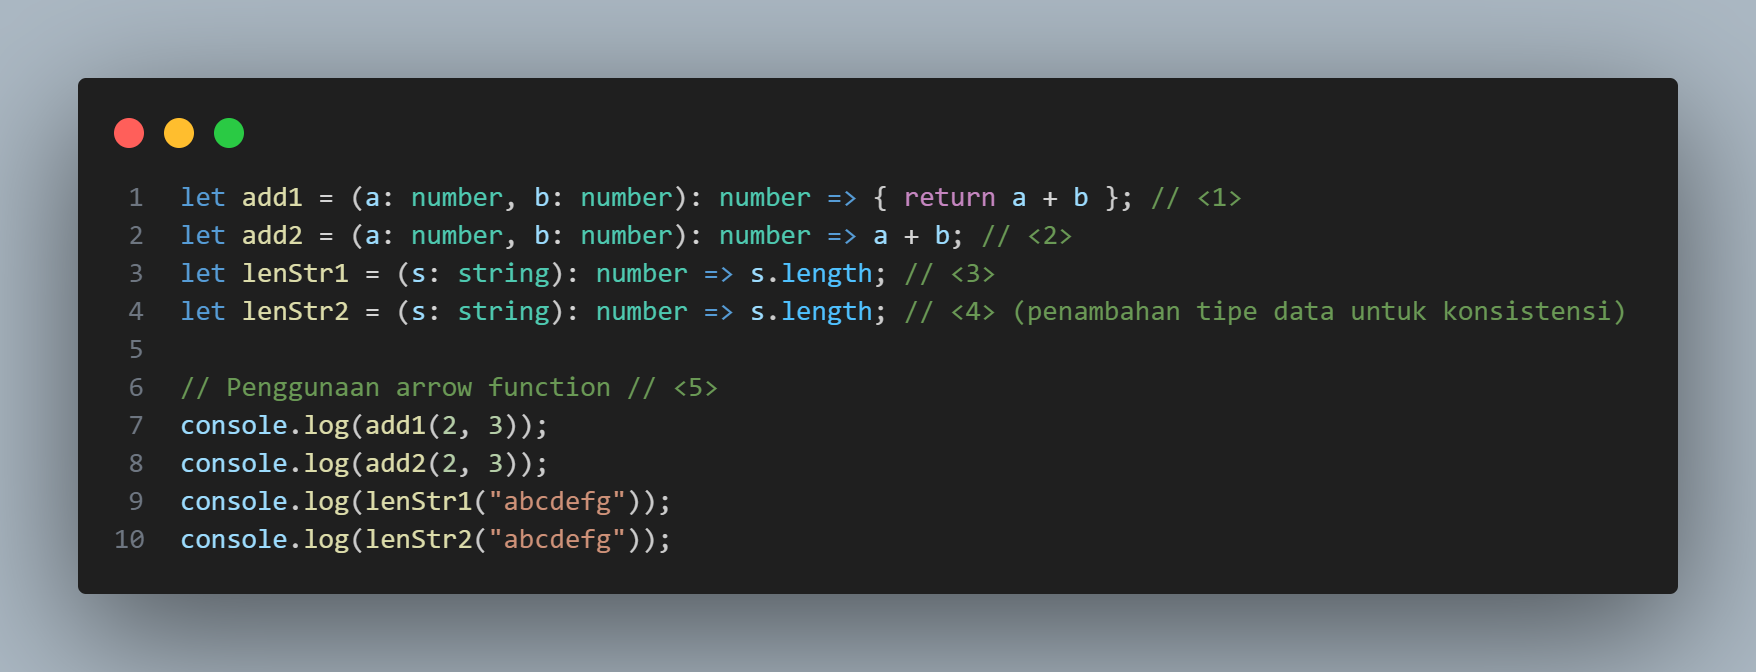 1 let add1 = (a: number, b: number): number => { return a + b }; // <1>
2 let add2 = (a: number, b: number): number => a + b; // <2>
3 let lenStr1 = (s: string): number => s.length; // <3>
4 let lenStr2 = (s: string): number => s.length; // <4> (penambahan tipe data untuk konsistensi)
5
6 // Penggunaan arrow function // <5>
7 console.log(add1(2, 3));
8 console.log(add2(2, 3));
9 console.log(lenStr1("abcdefg"));
10 console.log(lenStr2("abcdefg"));